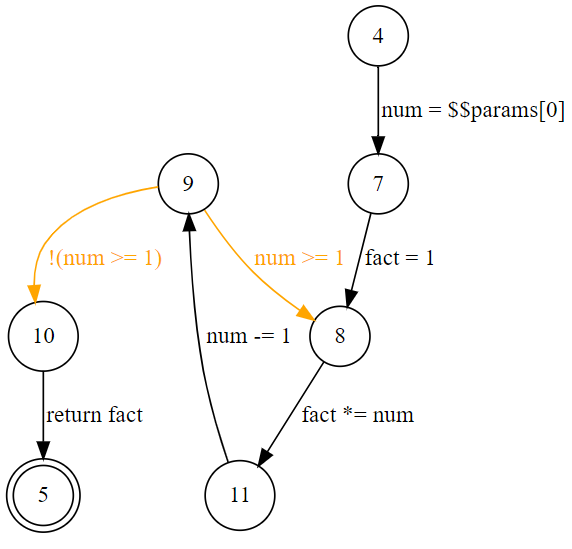 4
num = $$params[0]
9
7
!(num >= 1)
num >= 1
fact = 1
10
num -= 1
8
return fact
fact *= num
5
11